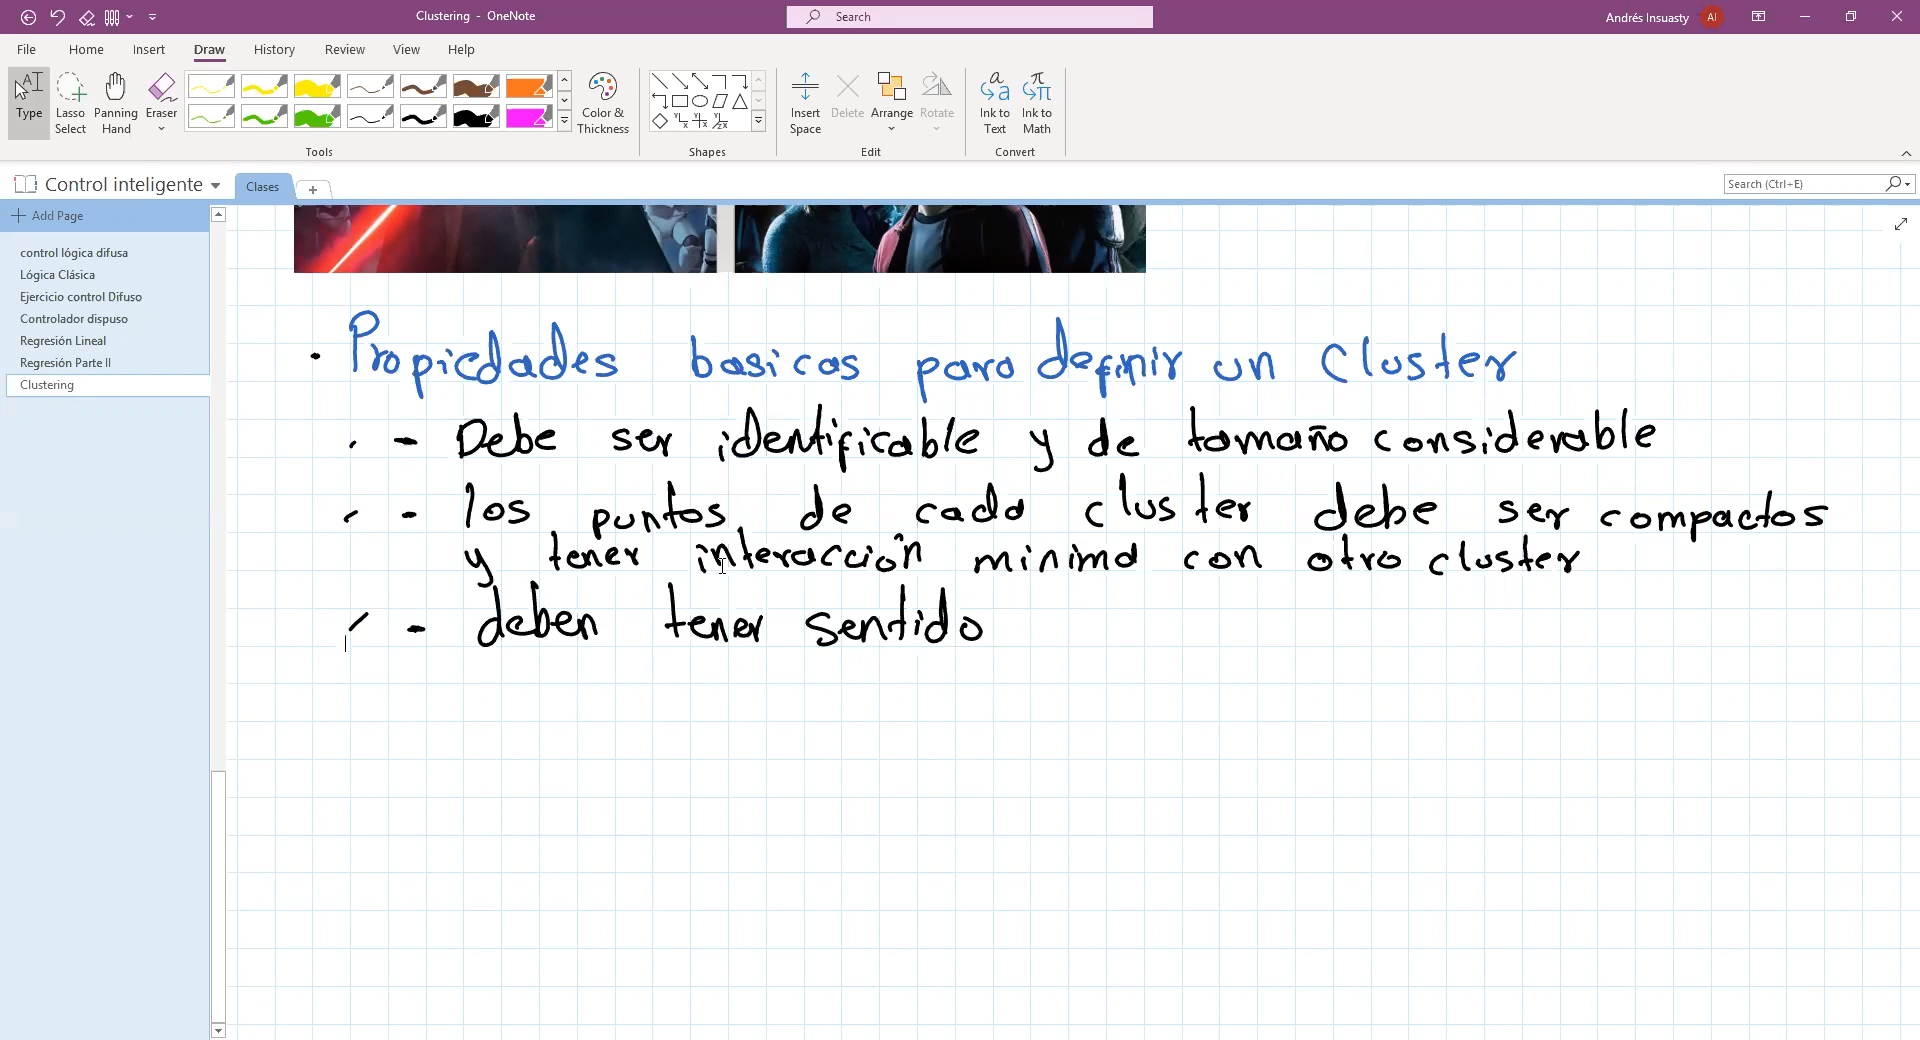 Clustering - OneNote
Search
Andrés Insuasty
AI
File
Home
Insert
Draw
History
Review
View
Help
Type
Lasso Select
Panning Hand
Eraser
Color & Thickness
Insert Space
Delete
Arrange
Rotate
Ink to Text
Ink to Math
Tools
Shapes
Edit
Convert
Control inteligente
Clases
Search (Ctrl+E)
Add Page
control lógica difusa
Lógica Clásica
Ejercicio control Difuso
Controlador dispuso
Regresión Lineal
Regresión Parte II
Clustering
• Propiedades basicas para definir un Cluster
- Debe ser identificable y de tamaño considerable
- los puntos de cada cluster debe ser compactos
y tener interacción minima con otro cluster
- deben tener sentido